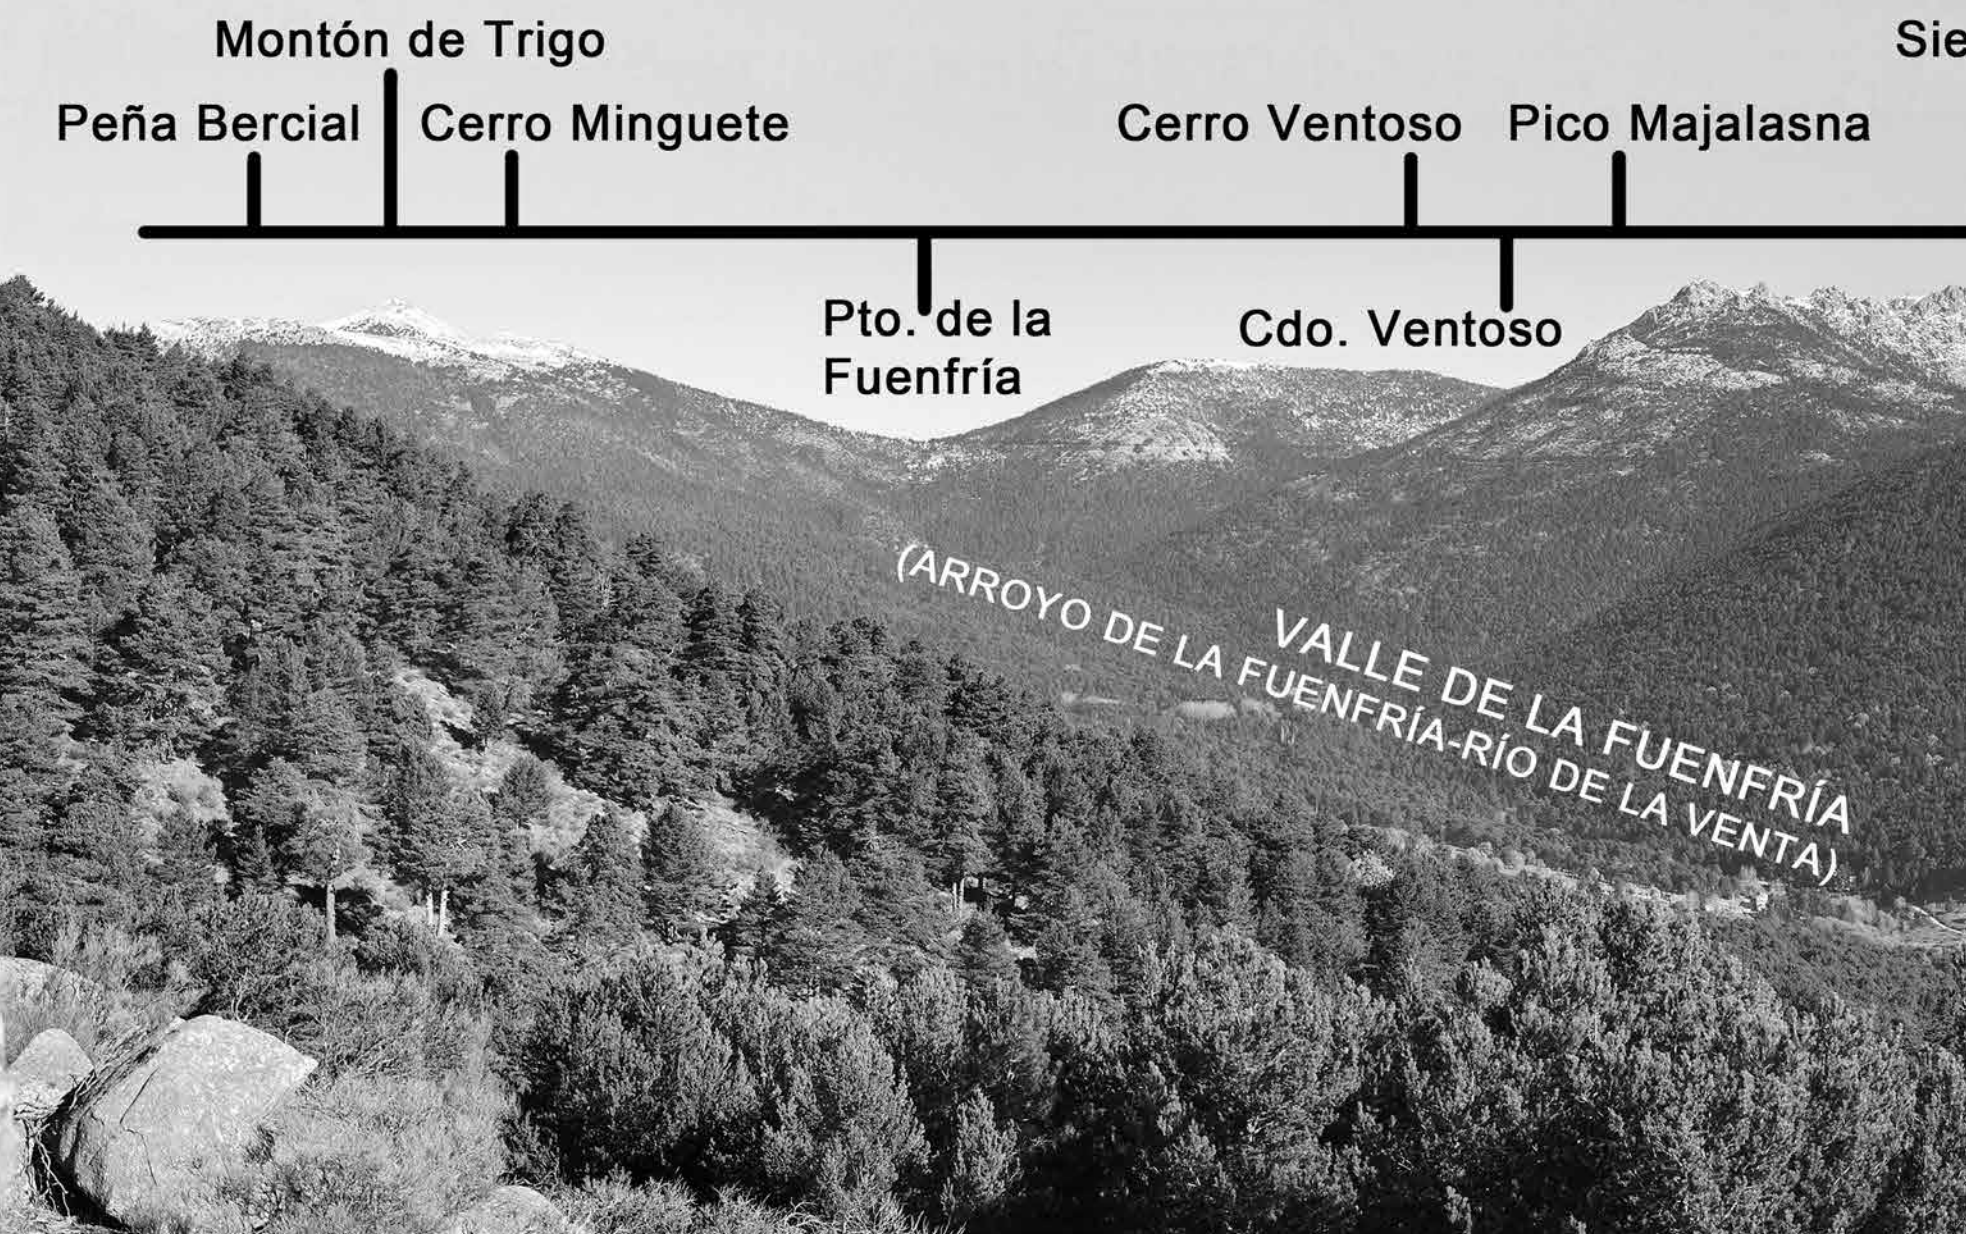 Montón de Trigo
Sie
Peña Bercial
Cerro Minguete
Cerro Ventoso
Pico Majalasna
Pto. de la
Fuenfría
Cdo. Ventoso
VALLE DE LA FUENFRÍA
(ARROYO DE LA FUENFRÍA-RÍO DE LA VENTA)